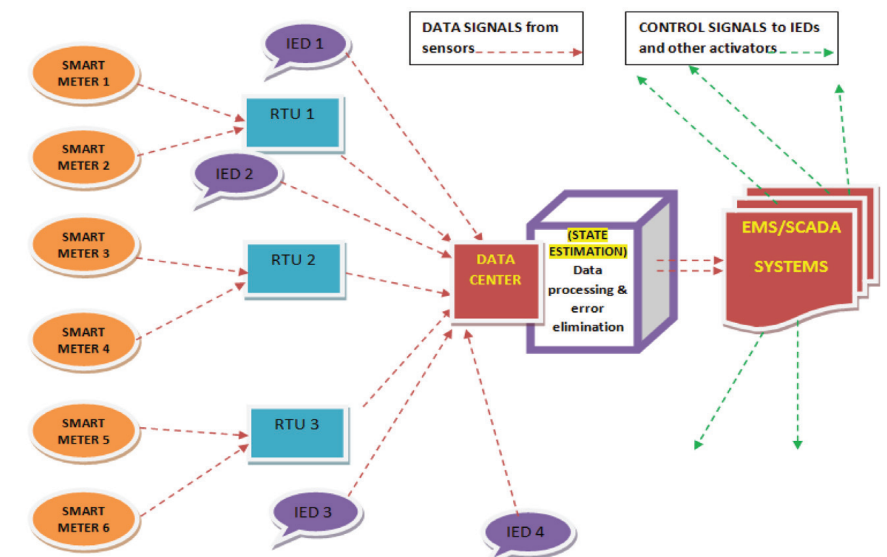 IED 1
DATA SIGNALS from
sensors
CONTROL SIGNALS to IEDs
and other activators
SMART
METER 1
RTU 1
SMART
METER 2
IED 2
SMART
METER 3
RTU 2
SMART
METER 4
DATA
CENTER
(STATE
ESTIMATION)
Data
processing &
error
elimination
EMS/SCADA
SYSTEMS
SMART
METER 5
RTU 3
SMART
METER 6
IED 3
IED 4